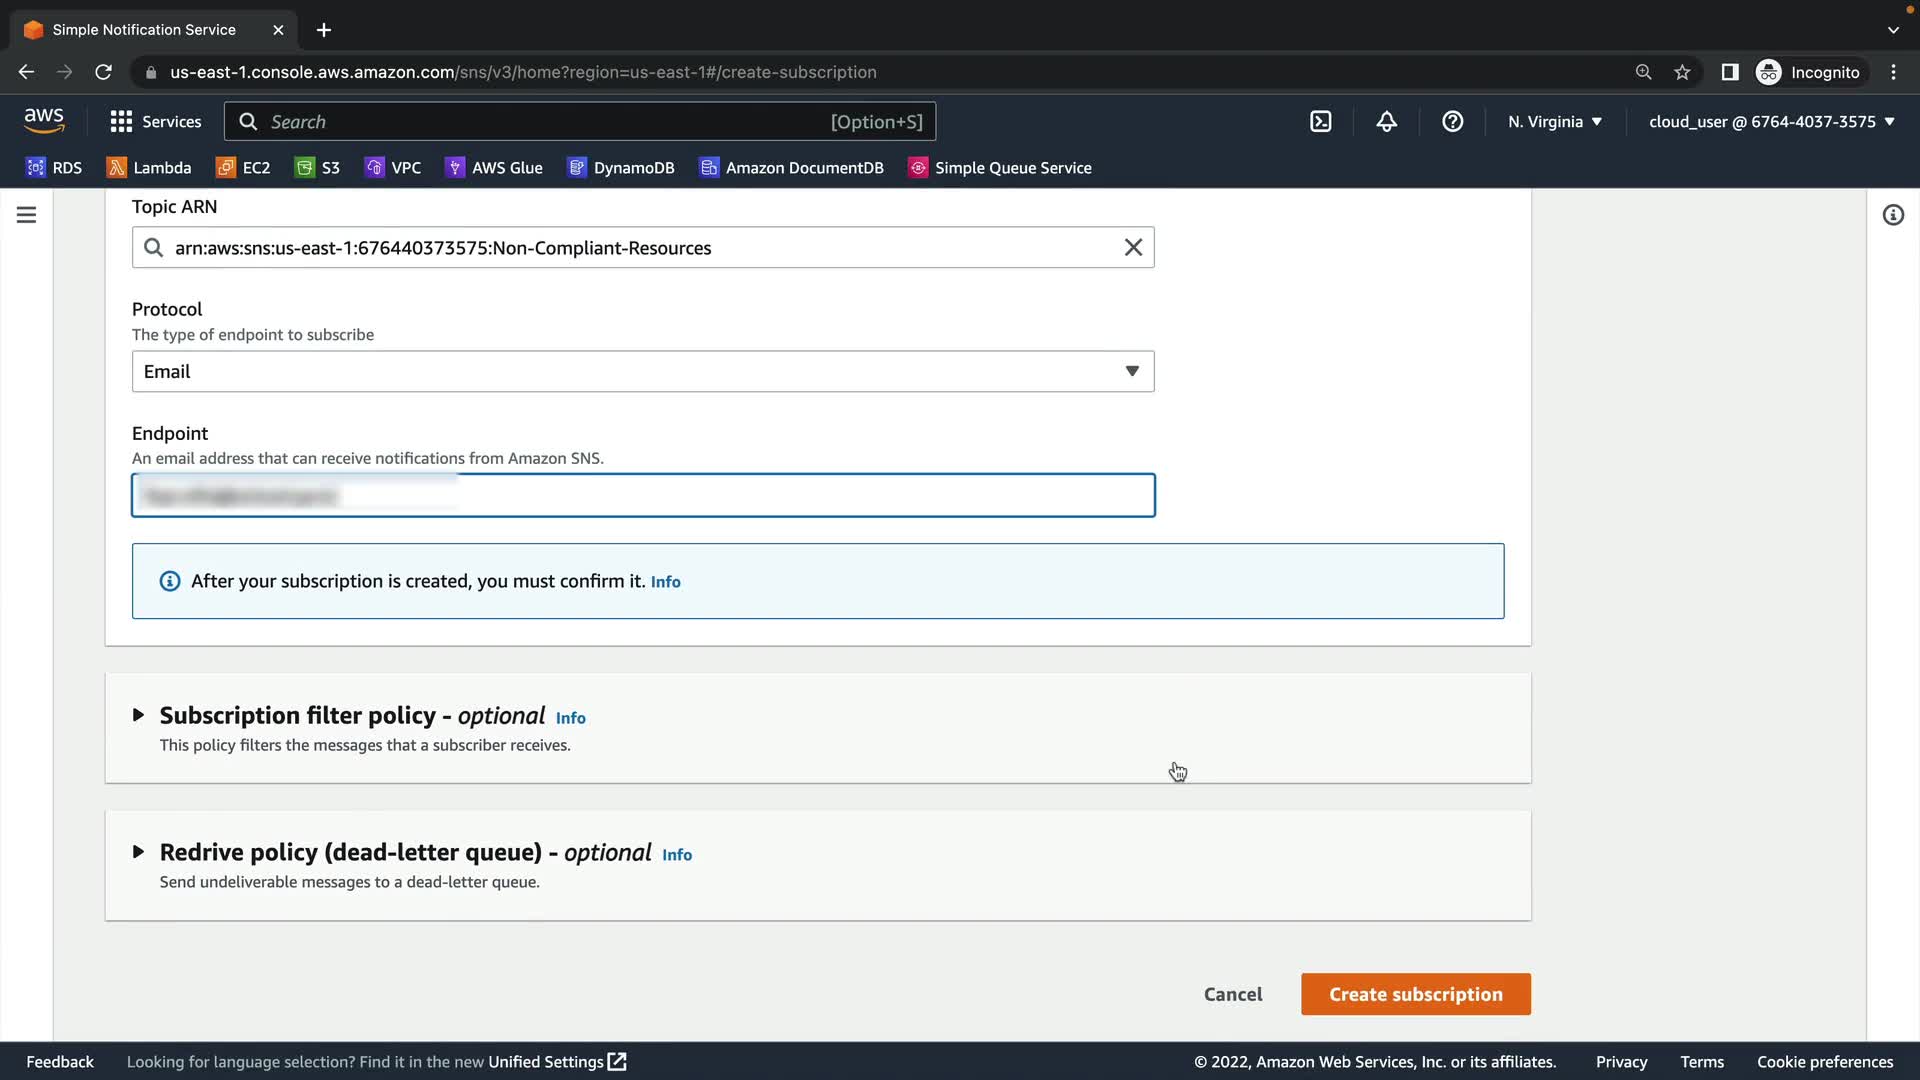 Simple Notification Service
us-east-1.console.aws.amazon.com/sns/v3/home?region=us-east-1#/create-subscription
Incognito
aws
Services
Search
[Option+S]
N. Virginia
cloud_user @ 6764-4037-3575
RDS
Lambda
EC2
S3
VPC
AWS Glue
DynamoDB
Amazon DocumentDB
Simple Queue Service
Topic ARN
arn:aws:sns:us-east-1:676440373575:Non-Compliant-Resources
Protocol
The type of endpoint to subscribe
Email
Endpoint
An email address that can receive notifications from Amazon SNS.
After your subscription is created, you must confirm it. Info
Subscription filter policy - optional Info
This policy filters the messages that a subscriber receives.
Redrive policy (dead-letter queue) - optional Info
Send undeliverable messages to a dead-letter queue.
Cancel
Create subscription
Feedback
Looking for language selection? Find it in the new Unified Settings
© 2022, Amazon Web Services, Inc. or its affiliates.
Privacy
Terms
Cookie preferences